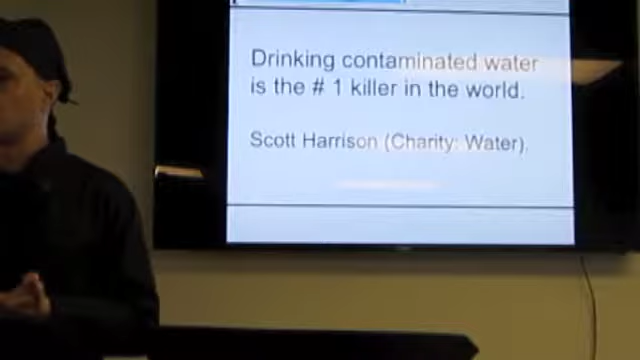 Drinking contaminated water
is the # 1 killer in the world.
Scott Harrison (Charity: Water).